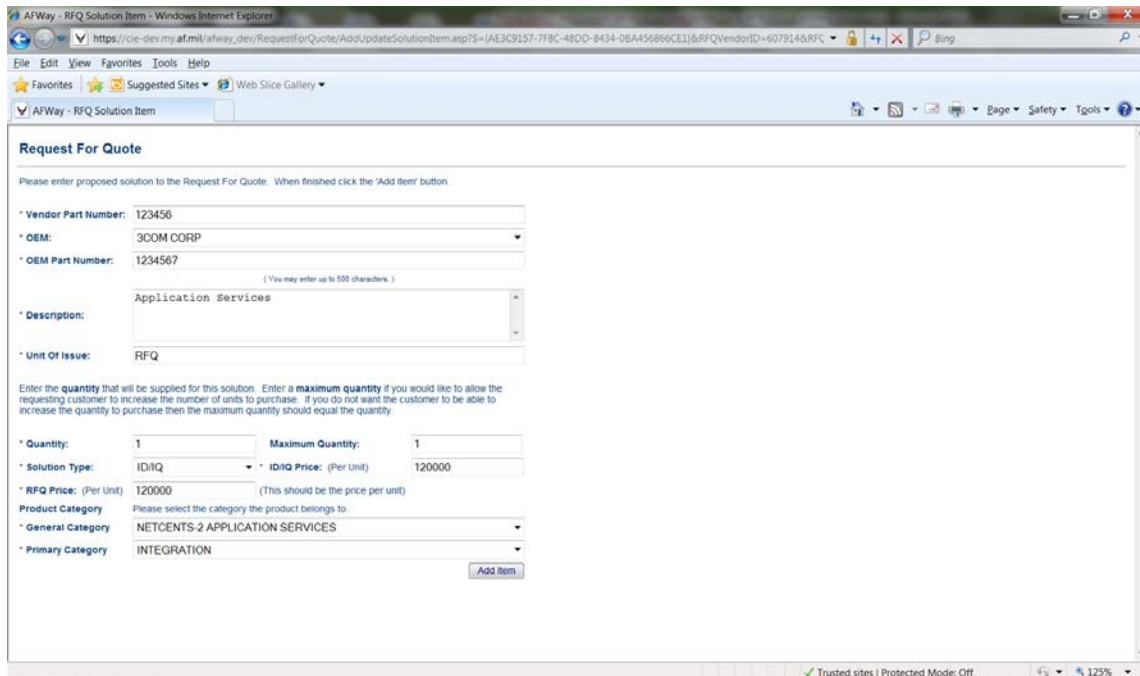 AFWay - RFQ Solution Item - Windows Internet Explorer
https://cie-dev.my.af.mil/afway_dev/RequestForQuote/AddUpdateSolutionItem.asp?S={AE3C9157-7F8C-48DD-8434-0BA456866CE1}&RFQVendorID=607914&RFC
Bing
File Edit View Favorites Tools Help
Favorites Suggested Sites Web Slice Gallery
AFWay - RFQ Solution Item
Page Safety Tools
Request For Quote
Please enter proposed solution to the Request For Quote. When finished click the 'Add Item' button.
* Vendor Part Number: 123456
* OEM: 3COM CORP
* OEM Part Number: 1234567
( You may enter up to 500 characters. )
* Description: Application Services
* Unit Of Issue: RFQ
Enter the quantity that will be supplied for this solution. Enter a maximum quantity if you would like to allow the
requesting customer to increase the number of units to purchase. If you do not want the customer to be able to
increase the quantity to purchase then the maximum quantity should equal the quantity.
* Quantity: 1 Maximum Quantity: 1
* Solution Type: ID/IQ * ID/IQ Price: (Per Unit) 120000
* RFQ Price: (Per Unit) 120000 (This should be the price per unit)
Product Category Please select the category the product belongs to.
* General Category NETCENTS-2 APPLICATION SERVICES
* Primary Category INTEGRATION
Add Item
Trusted sites | Protected Mode: Off 125%